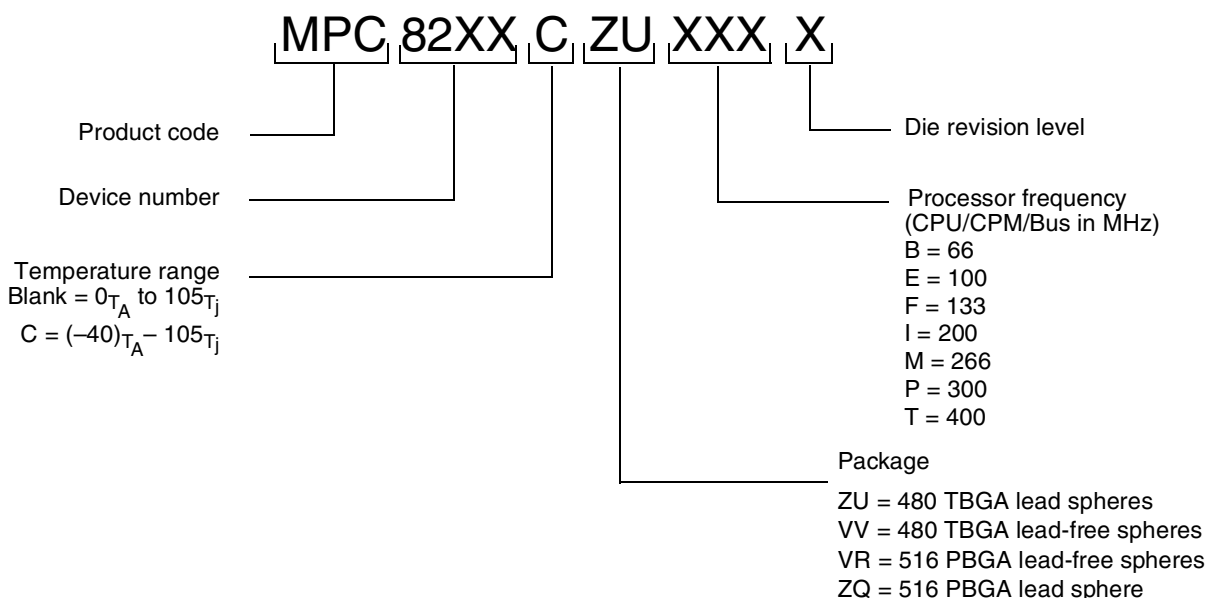 MPC 82XX C ZU XXX X
Product code
Device number
Temperature range
Blank = 0TA to 105Tj
C = (–40)TA– 105Tj
Die revision level
Processor frequency
(CPU/CPM/Bus in MHz)
B = 66
E = 100
F = 133
I = 200
M = 266
P = 300
T = 400
Package
ZU = 480 TBGA lead spheres
VV = 480 TBGA lead-free spheres
VR = 516 PBGA lead-free spheres
ZQ = 516 PBGA lead sphere